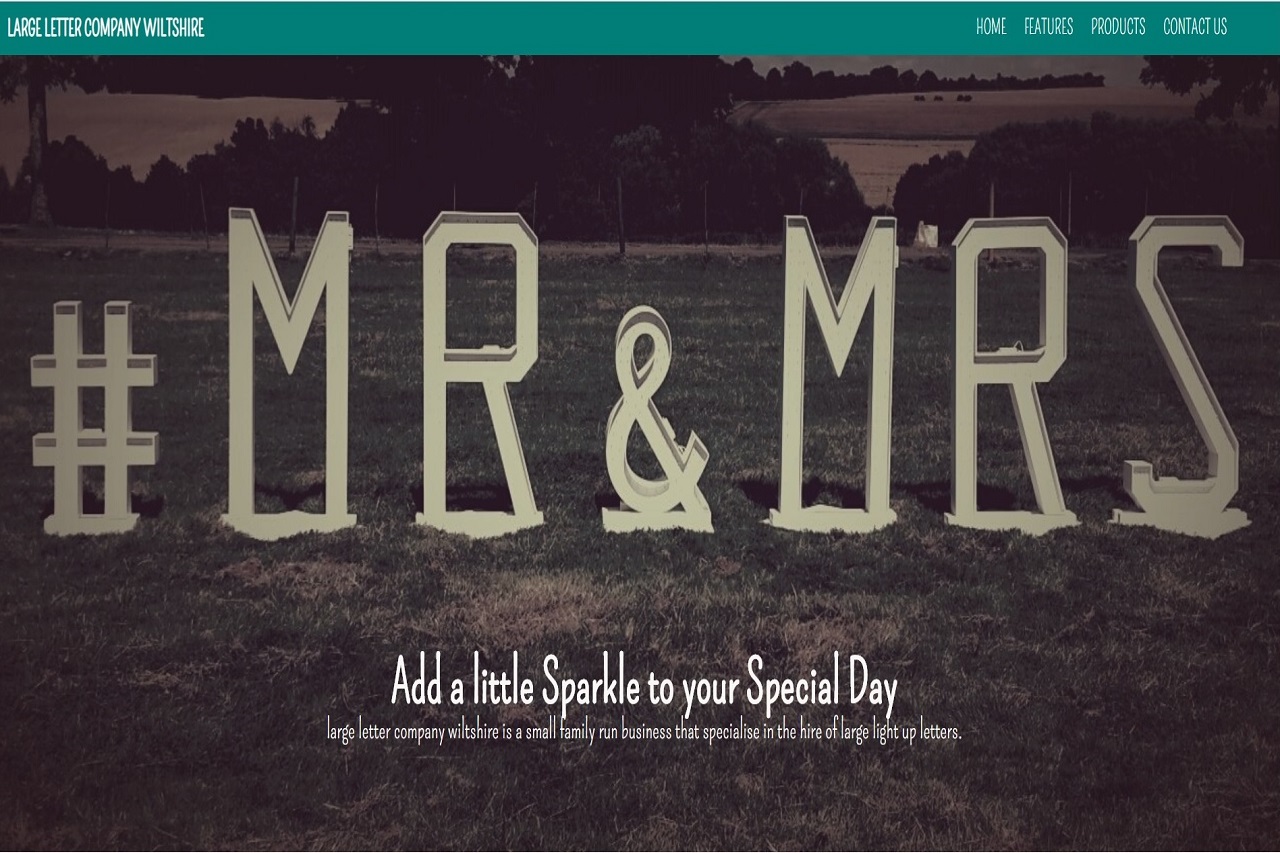 LARGE LETTER COMPANY WILTSHIRE
HOME FEATURES PRODUCTS CONTACT US
#MR&MRS
Add a little Sparkle to your Special Day
large letter company wiltshire is a small family run business that specialise in the hire of large light up letters.